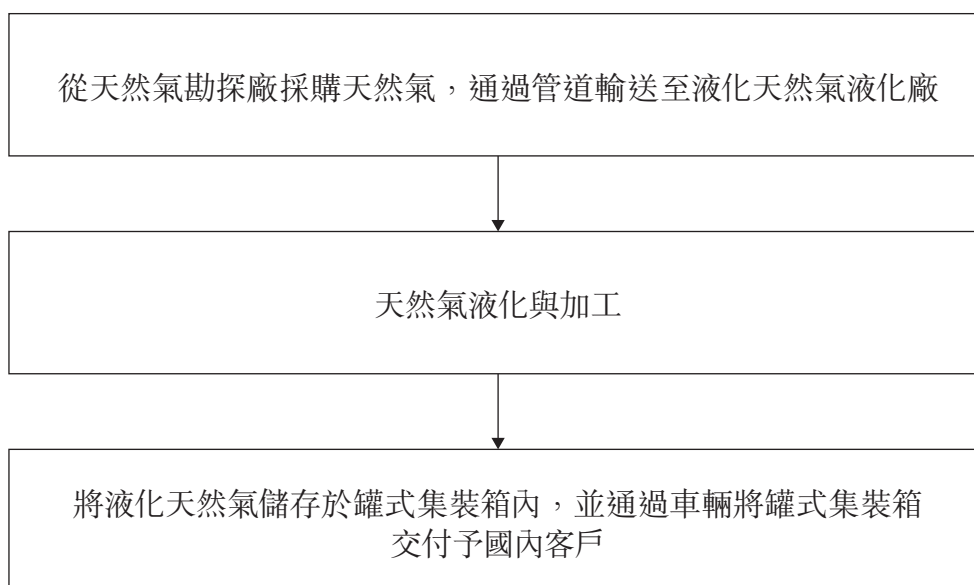 從天然氣勘探廠採購天然氣，通過管道輸送至液化天然氣液化廠
天然氣液化與加工
將液化天然氣儲存於罐式集裝箱內，並通過車輛將罐式集裝箱
交付予國內客戶